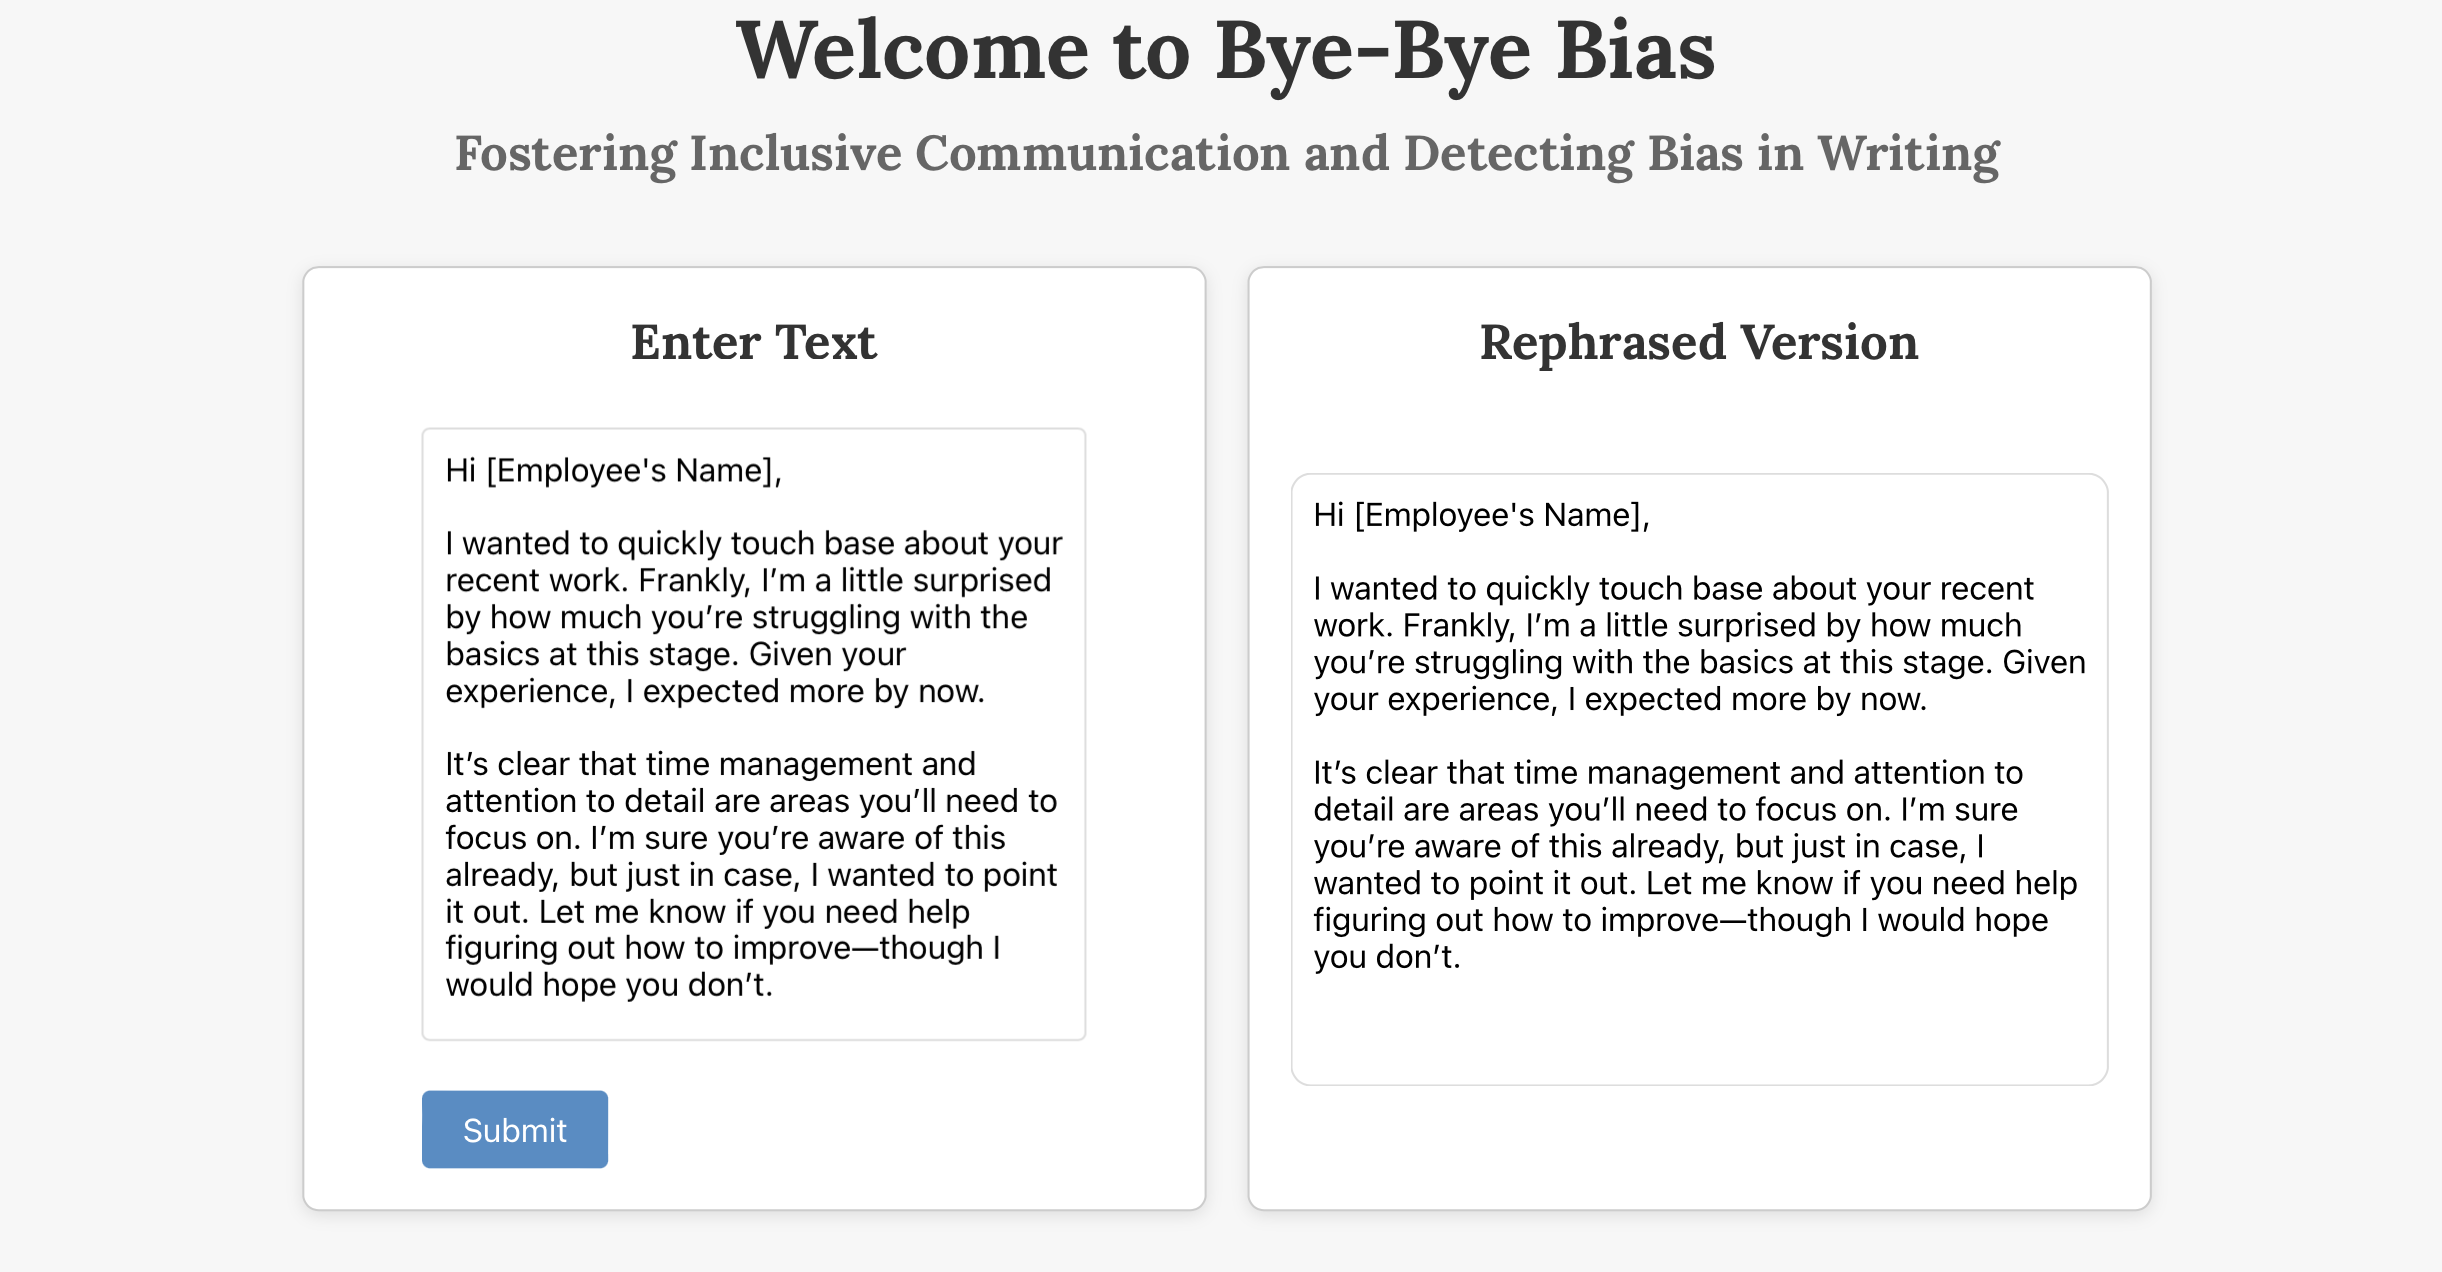 Welcome to Bye-Bye Bias
Fostering Inclusive Communication and Detecting Bias in Writing
Enter Text
Hi [Employee's Name],
I wanted to quickly touch base about your
recent work. Frankly, I’m a little surprised
by how much you’re struggling with the
basics at this stage. Given your
experience, I expected more by now.
It’s clear that time management and
attention to detail are areas you’ll need to
focus on. I’m sure you’re aware of this
already, but just in case, I wanted to point
it out. Let me know if you need help
figuring out how to improve—though I
would hope you don’t.
Submit
Rephrased Version
Hi [Employee's Name],
I wanted to quickly touch base about your recent
work. Frankly, I’m a little surprised by how much
you’re struggling with the basics at this stage. Given
your experience, I expected more by now.
It’s clear that time management and attention to
detail are areas you’ll need to focus on. I’m sure
you’re aware of this already, but just in case, I
wanted to point it out. Let me know if you need help
figuring out how to improve—though I would hope
you don’t.